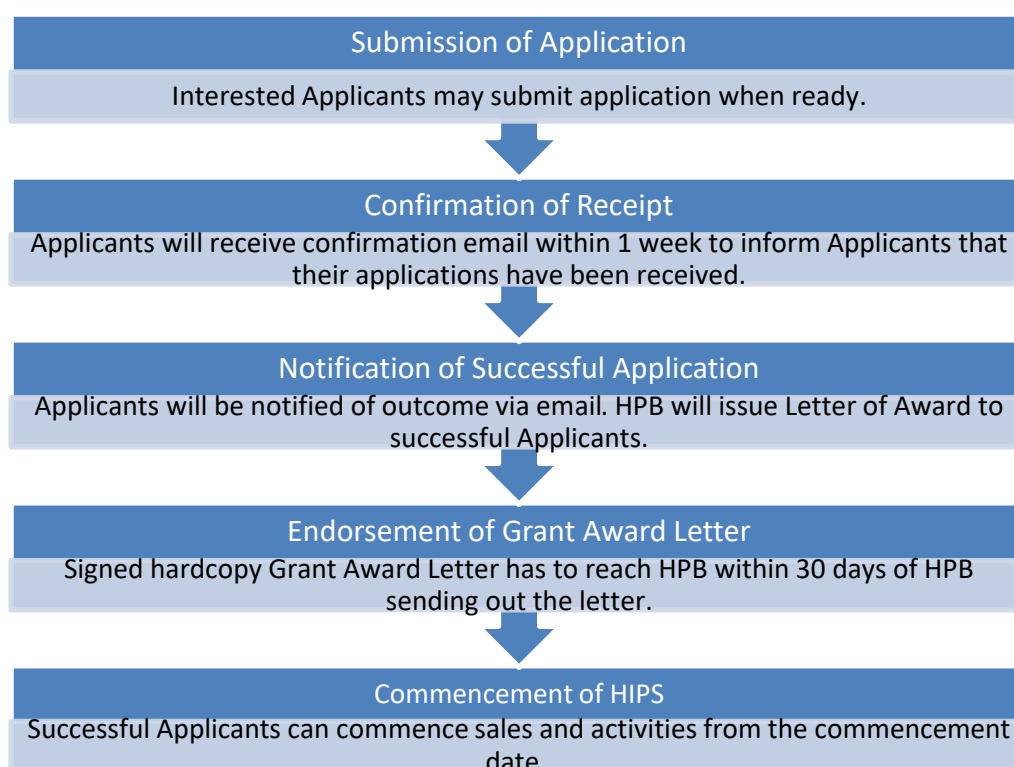 Submission of Application
Interested Applicants may submit application when ready.
Confirmation of Receipt
Applicants will receive confirmation email within 1 week to inform Applicants that
their applications have been received.
Notification of Successful Application
Applicants will be notified of outcome via email. HPB will issue Letter of Award to
successful Applicants.
Endorsement of Grant Award Letter
Signed hardcopy Grant Award Letter has to reach HPB within 30 days of HPB
sending out the letter.
Commencement of HIPS
Successful Applicants can commence sales and activities from the commencement
date